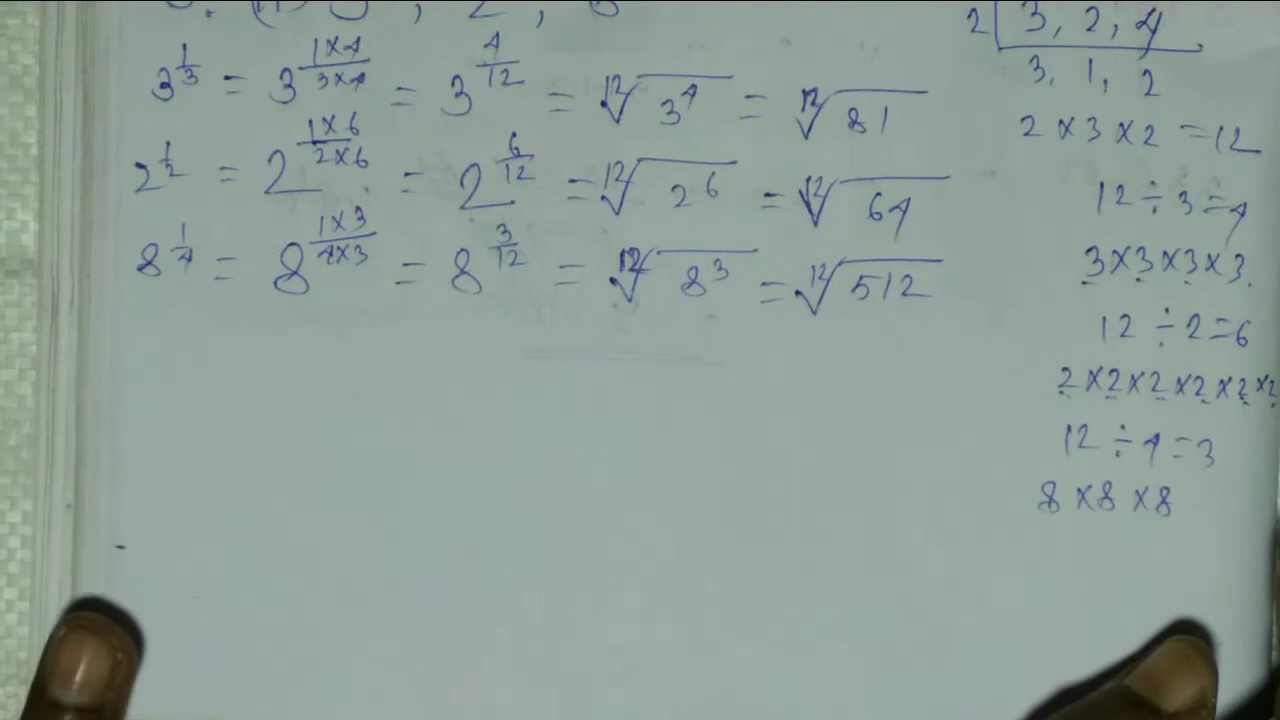 3^{1/3} = 3^{1×4/3×4} = 3^{4/12} = ¹²√3⁴ = ¹²√81
2^{1/2} = 2^{1×6/2×6} = 2^{6/12} = ¹²√2⁶ = ¹²√64
8^{1/4} = 8^{1×3/4×3} = 8^{3/12} = ¹²√8³ = ¹²√512
2 | 3, 2, 4
3, 1, 2
2 × 3 × 2 = 12
12 ÷ 3 = 4
3×3×3×3
12 ÷ 2 = 6
2×2×2×2×2×2
12 ÷ 4 = 3
8 × 8 × 8